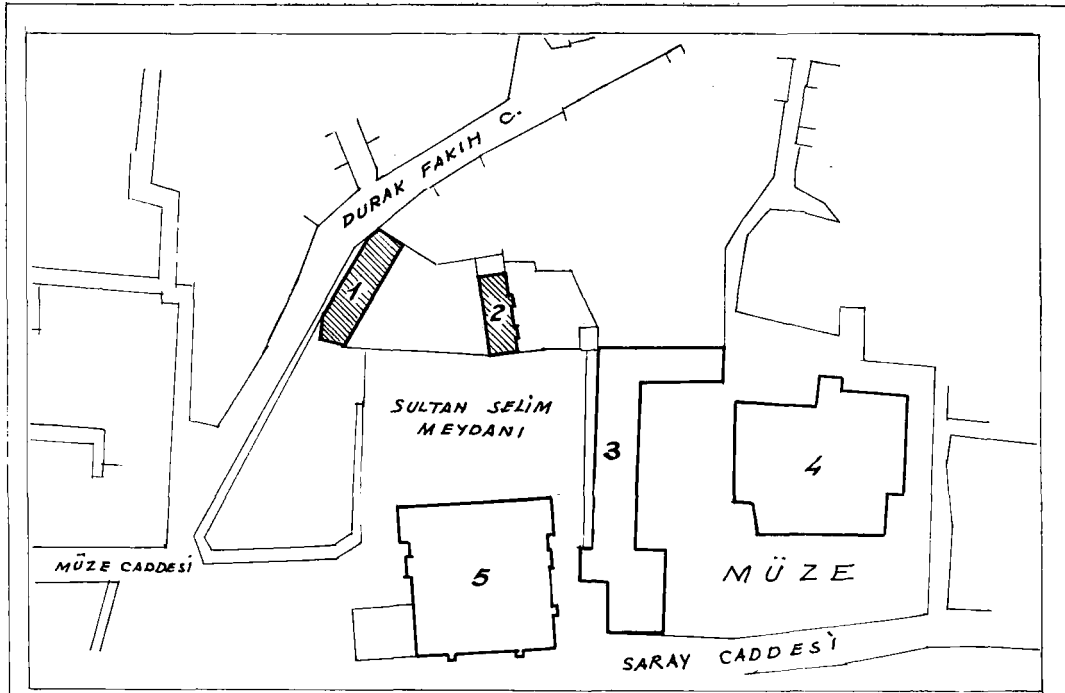 DURAK FAKIH C.
1
2
SULTAN SELİM
MEYDANI
3
4
MÜZE CADDESİ
5
MÜZE
SARAY CADDESİ